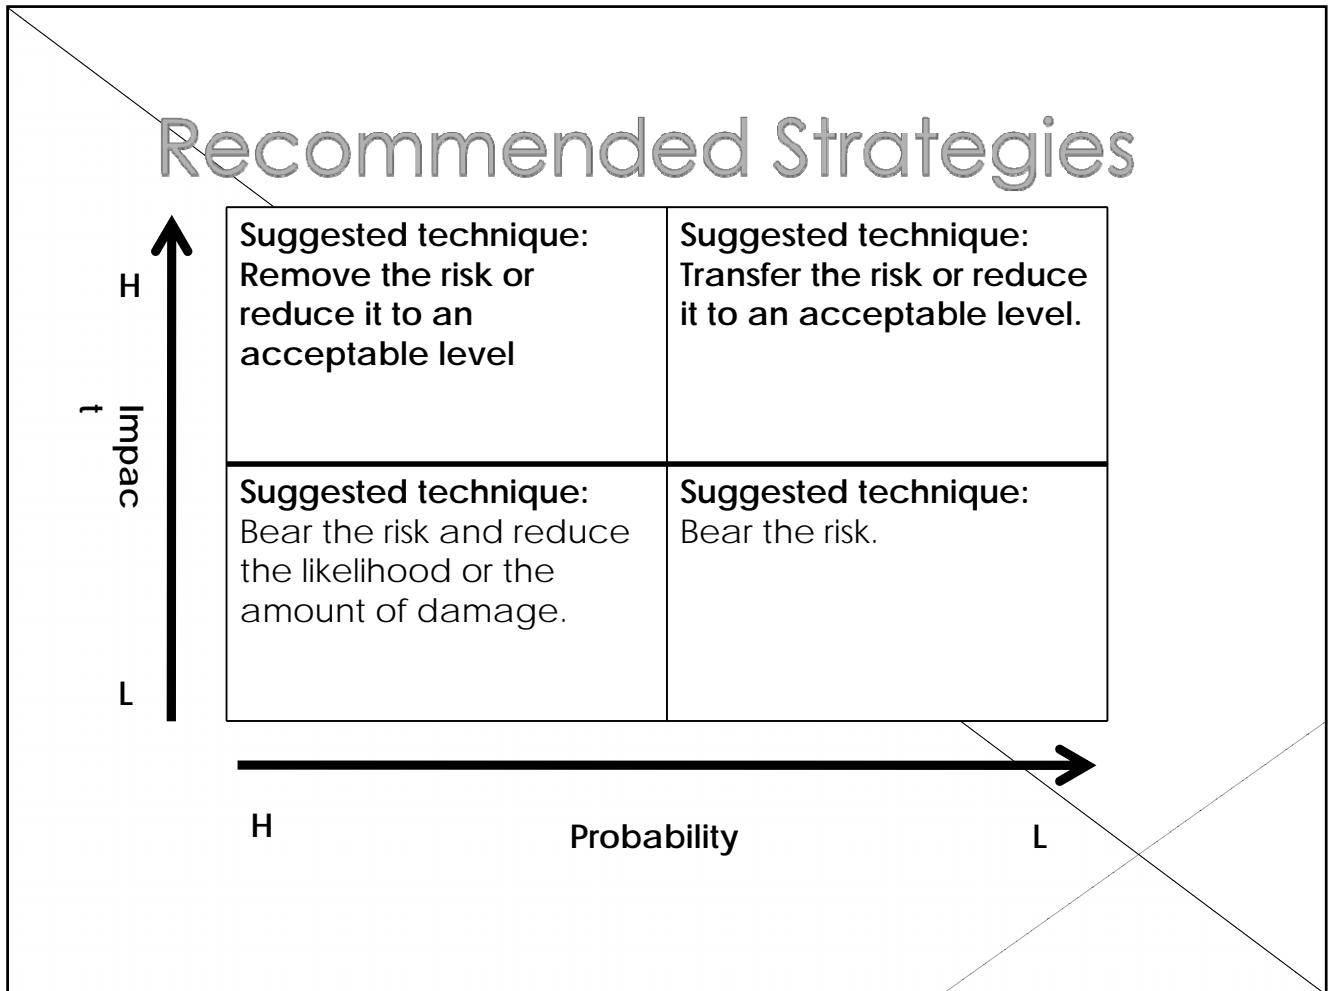 Recommended Strategies
H
Impac
t
L
Suggested technique:
Remove the risk or
reduce it to an
acceptable level
Suggested technique:
Transfer the risk or reduce
it to an acceptable level.
Suggested technique:
Bear the risk and reduce
the likelihood or the
amount of damage.
Suggested technique:
Bear the risk.
H
Probability
L